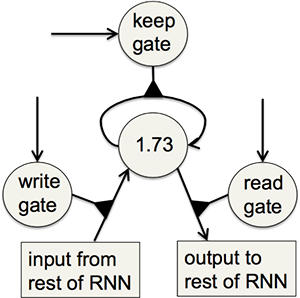 keep
gate
1.73
write
gate
read
gate
input from
rest of RNN
output to
rest of RNN